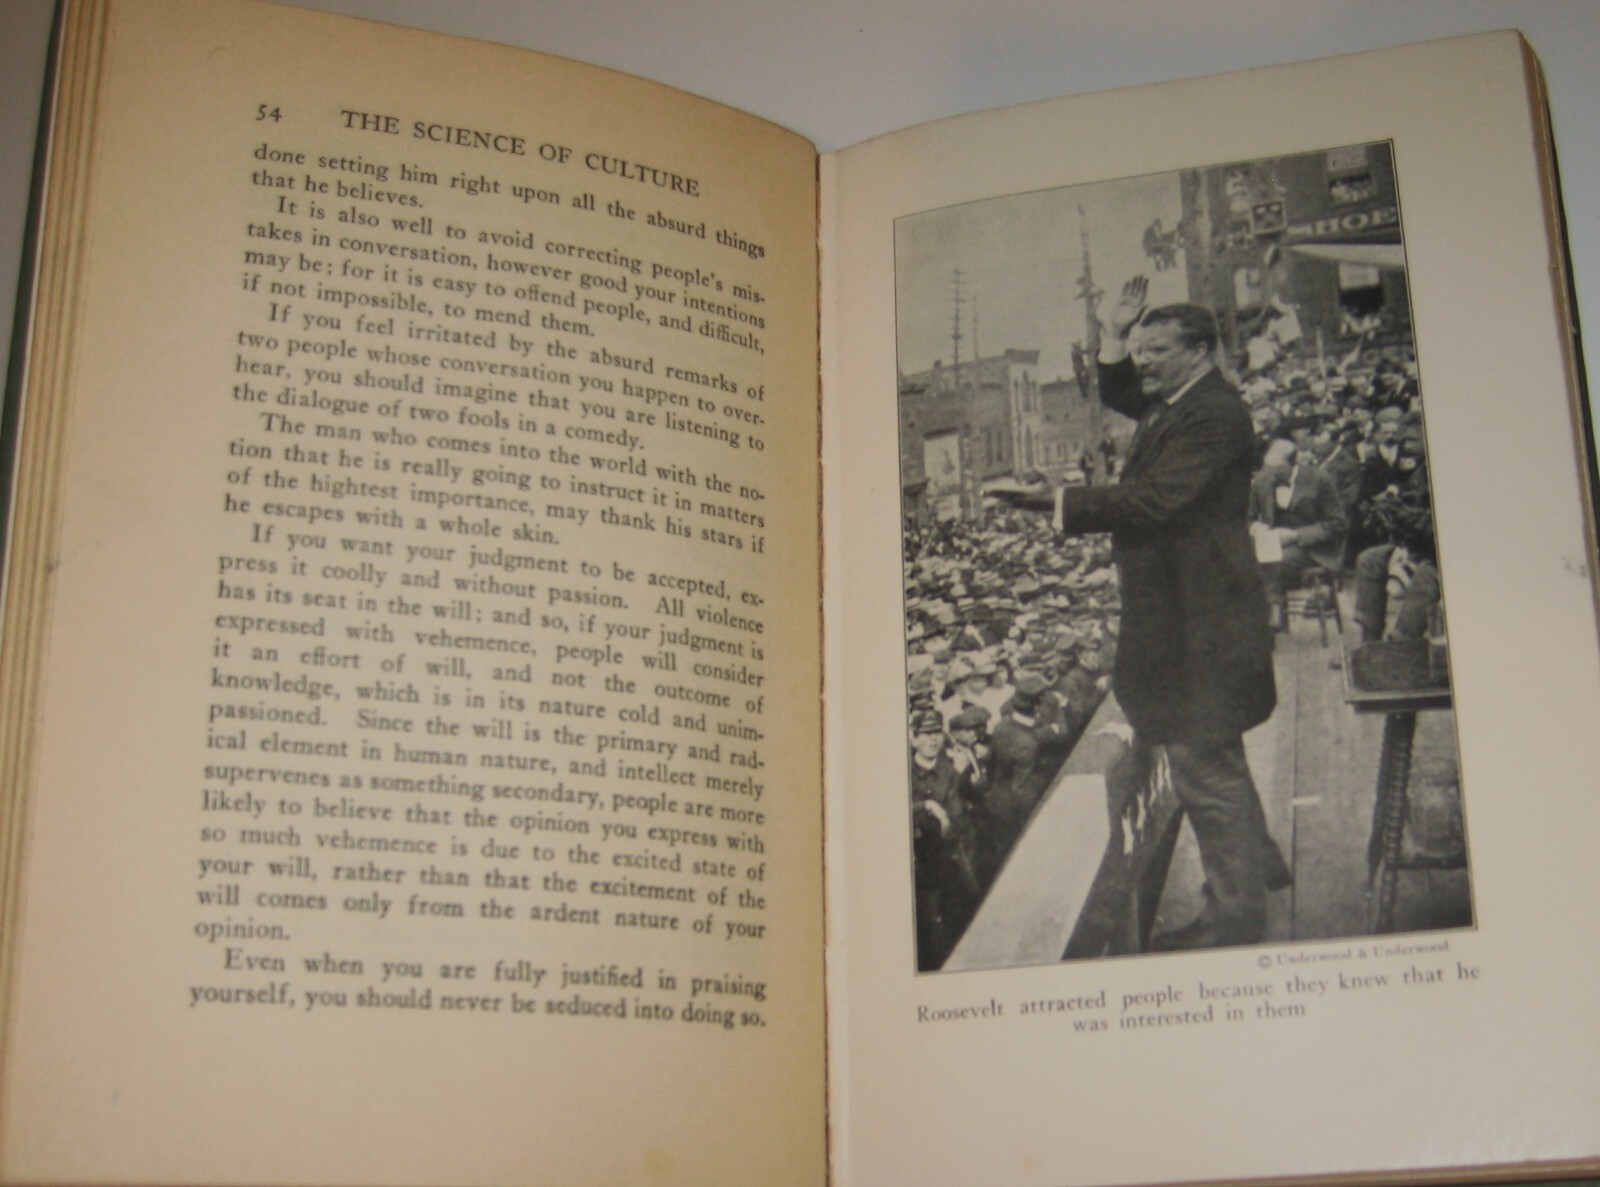 54 THE SCIENCE OF CULTURE
done setting him right upon all the absurd things
that he believes.
It is also well to avoid correcting people's mis-
takes in conversation, however good your intentions
may be; for it is easy to offend people, and difficult,
if not impossible, to mend them.
If you feel irritated by the absurd remarks of
two people whose conversation you happen to over-
hear, you should imagine that you are listening to
the dialogue of two fools in a comedy.
The man who comes into the world with the no-
tion that he is really going to instruct it in matters
of the hightest importance, may thank his stars if
he escapes with a whole skin.
If you want your judgment to be accepted, ex-
press it coolly and without passion. All violence
has its seat in the will; and so, if your judgment is
expressed with vehemence, people will consider
it an effort of will, and not the outcome of
knowledge, which is in its nature cold and unim-
passioned. Since the will is the primary and rad-
ical element in human nature, and intellect merely
supervenes as something secondary, people are more
likely to believe that the opinion you express with
so much vehemence is due to the excited state of
your will, rather than that the excitement of the
will comes only from the ardent nature of your
opinion.
Even when you are fully justified in praising
yourself, you should never be seduced into doing so.
SHOE
© Underwood & Underwood
Roosevelt attracted people because they knew that he
was interested in them